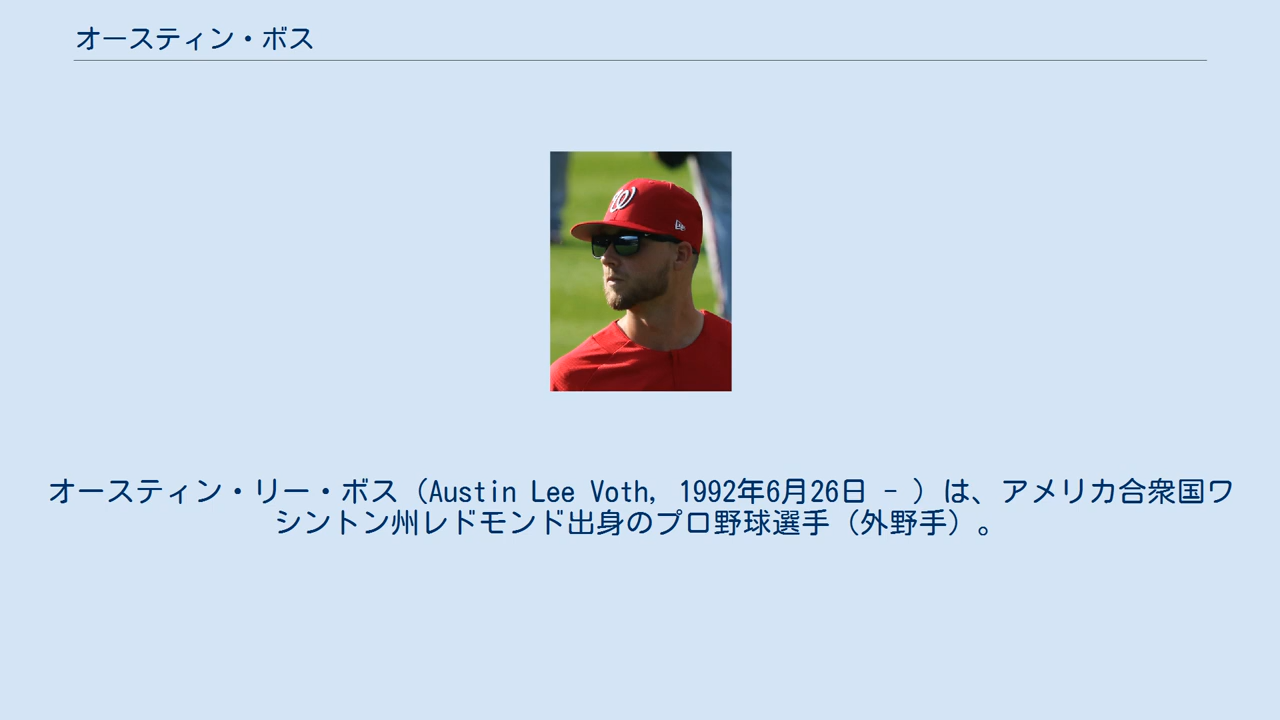 オースティン・ボス
オースティン・リー・ボス（Austin Lee Voth, 1992年6月26日 - ）は、アメリカ合衆国ワ
シントン州レドモンド出身のプロ野球選手（外野手）。